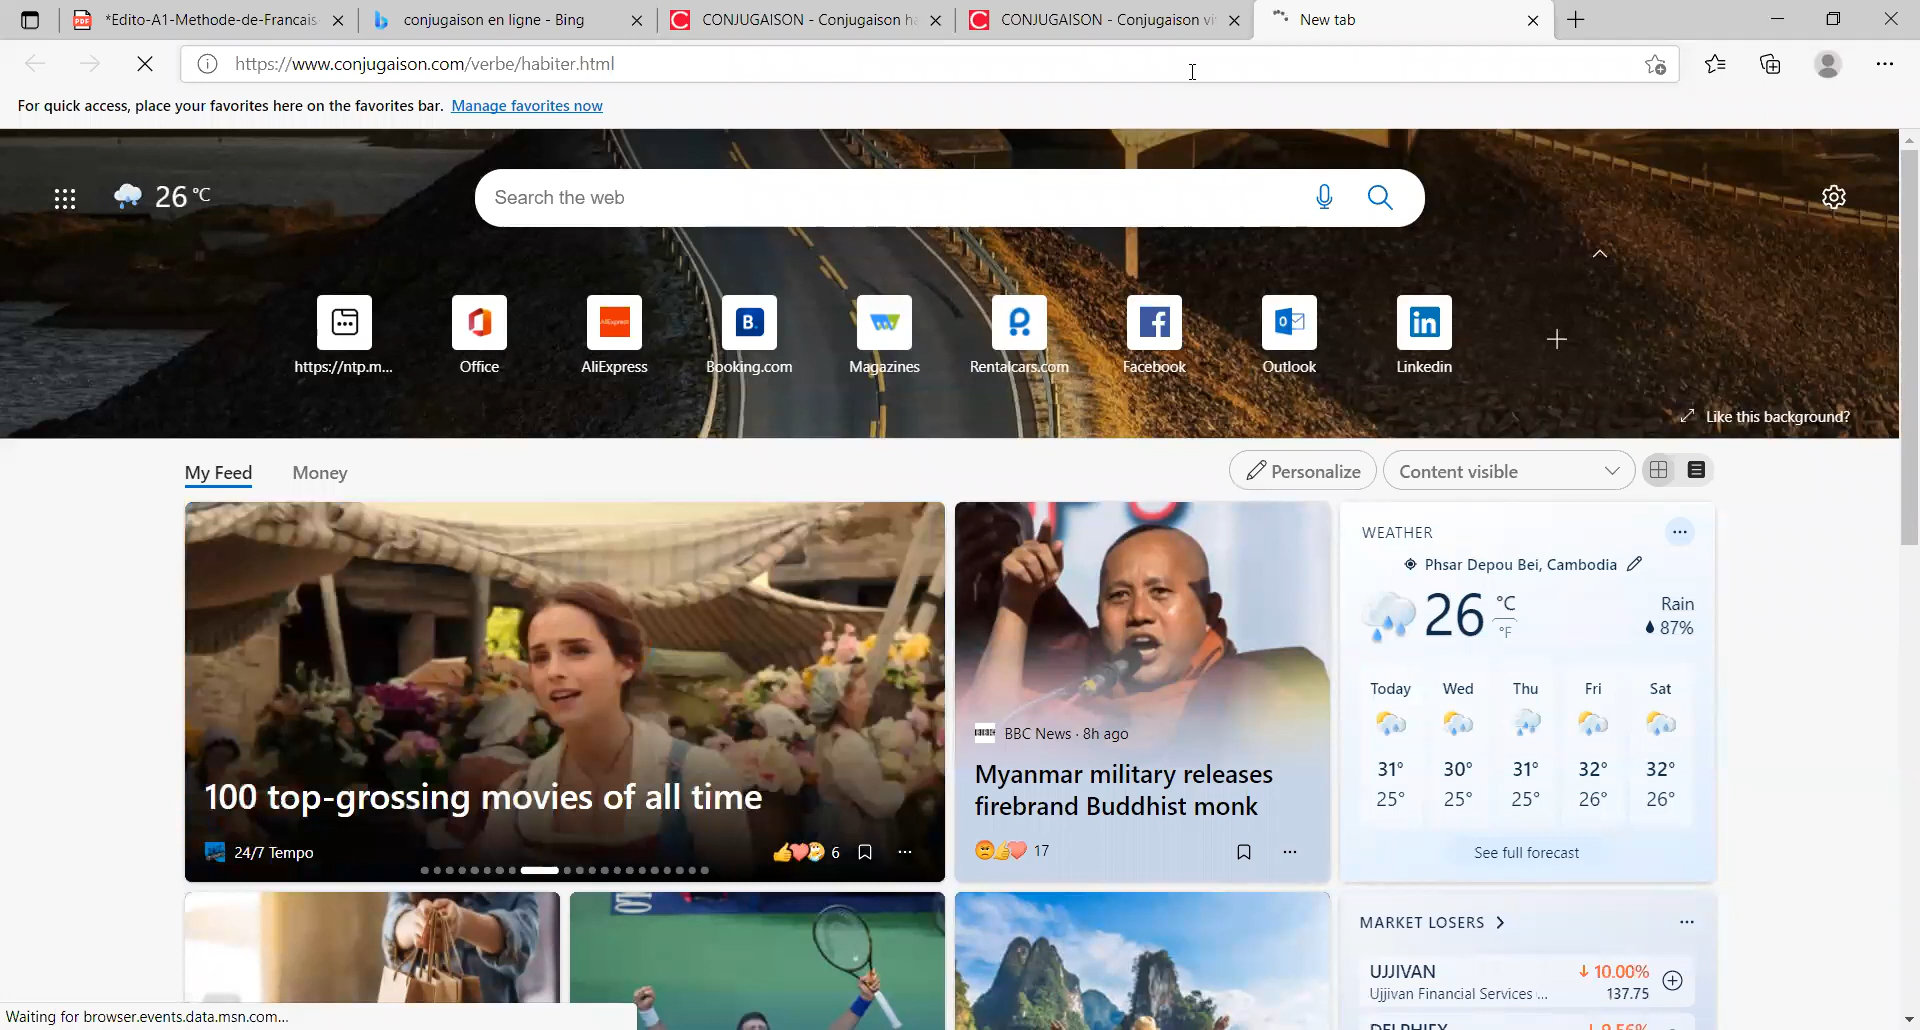 *Edito-A1-Methode-de-Francais
conjugaison en ligne - Bing
CONJUGAISON - Conjugaison ha
CONJUGAISON - Conjugaison vi
New tab
https://www.conjugaison.com/verbe/habiter.html
For quick access, place your favorites here on the favorites bar. Manage favorites now
26 °C
Search the web
https://ntp.m...
Office
AliExpress
Booking.com
Magazines
Rentalcars.com
Facebook
Outlook
Linkedin
Like this background?
My Feed
Money
Personalize
Content visible
100 top-grossing movies of all time
24/7 Tempo
6
BBC News · 8h ago
Myanmar military releases
firebrand Buddhist monk
17
WEATHER
Phsar Depou Bei, Cambodia
26 °C
°F
Rain
87%
Today Wed Thu Fri Sat
31° 30° 31° 32° 32°
25° 25° 25° 26° 26°
See full forecast
MARKET LOSERS
UJJIVAN 10.00%
Ujjivan Financial Services ... 137.75
Waiting for browser.events.data.msn.com...